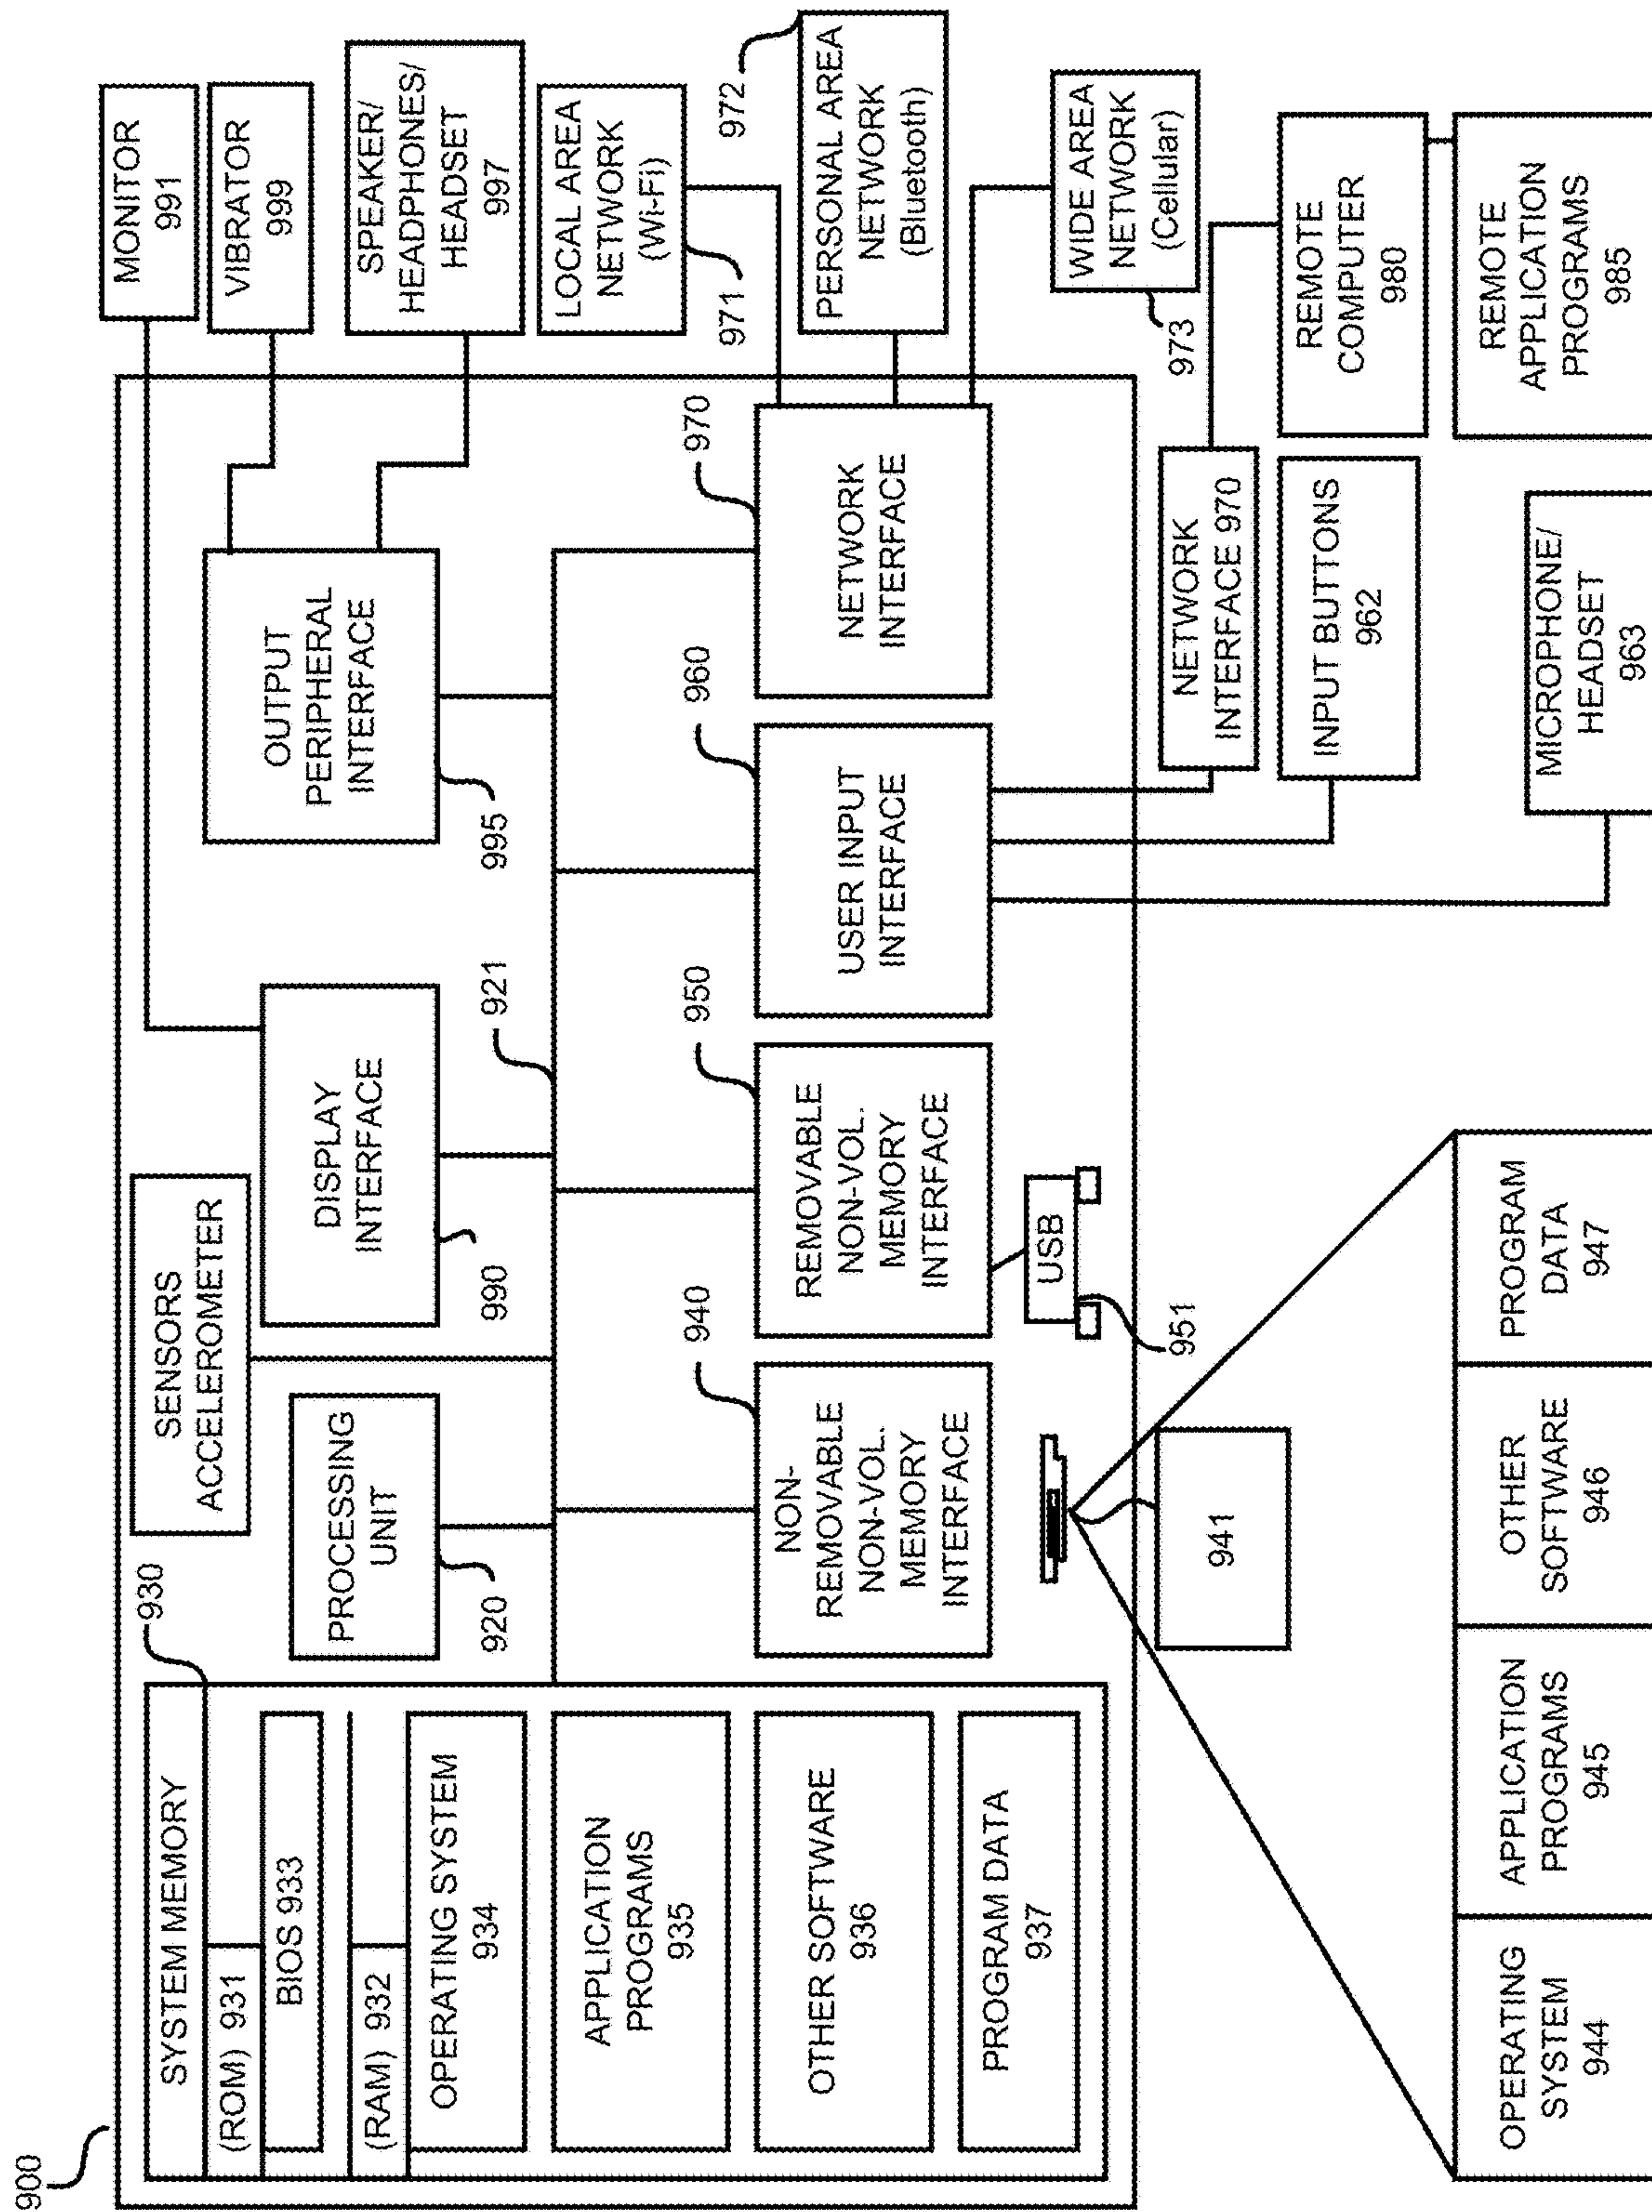 900
SYSTEM MEMORY
(ROM) 931
BIOS 933
(RAM) 932
OPERATING SYSTEM
934
APPLICATION
PROGRAMS
935
OTHER SOFTWARE
936
PROGRAM DATA
937
930
PROCESSING
UNIT
920
SENSORS
ACCELEROMETER
DISPLAY
INTERFACE
990
921
OUTPUT
PERIPHERAL
INTERFACE
995
MONITOR
991
VIBRATOR
999
SPEAKER/
HEADPHONES/
HEADSET
997
LOCAL AREA
NETWORK
(Wi-Fi)
971
972
PERSONAL AREA
NETWORK
(Bluetooth)
WIDE AREA
NETWORK
(Cellular)
973
940
NON-
REMOVABLE
NON-VOL.
MEMORY
INTERFACE
950
REMOVABLE
NON-VOL.
MEMORY
INTERFACE
960
USER INPUT
INTERFACE
970
NETWORK
INTERFACE
USB
951
941
NETWORK
INTERFACE 970
REMOTE
COMPUTER
980
INPUT BUTTONS
962
REMOTE
APPLICATION
PROGRAMS
985
MICROPHONE/
HEADSET
963
OPERATING
SYSTEM
944
APPLICATION
PROGRAMS
945
OTHER
SOFTWARE
946
PROGRAM
DATA
947